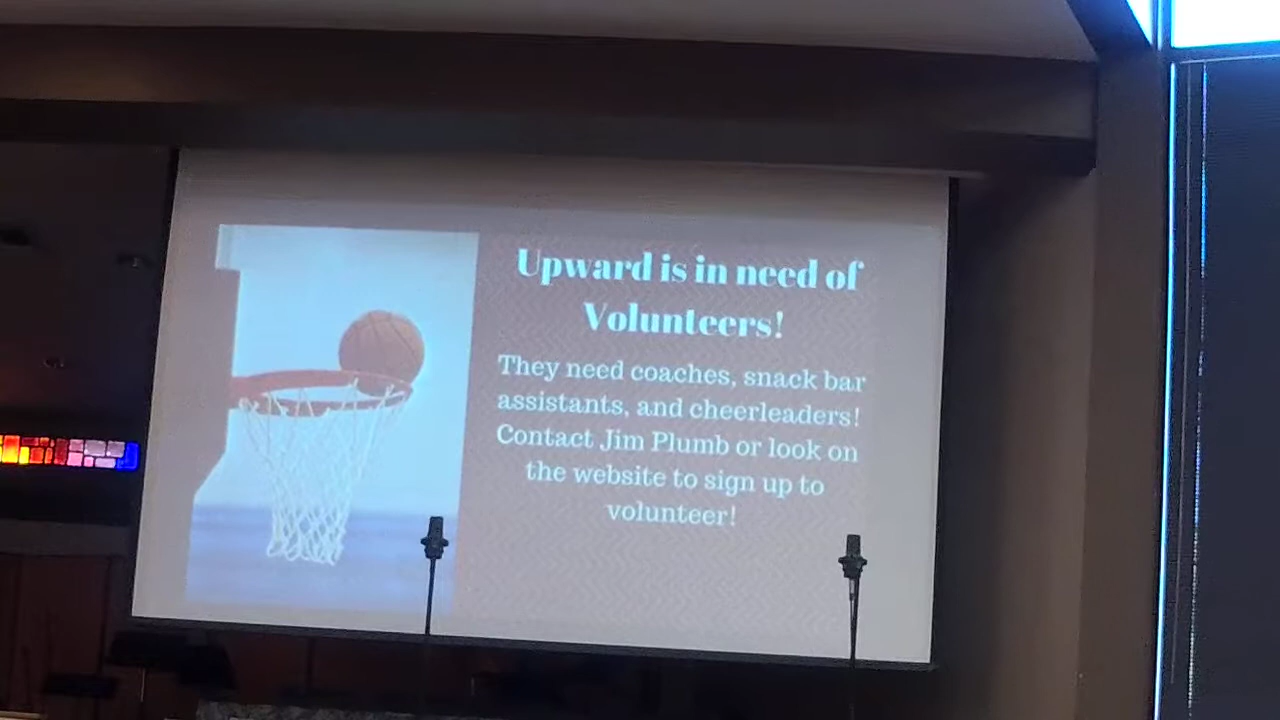 Upward is in need of
Volunteers!
They need coaches, snack bar
assistants, and cheerleaders!
Contact Jim Plumb or look on
the website to sign up to
volunteer!